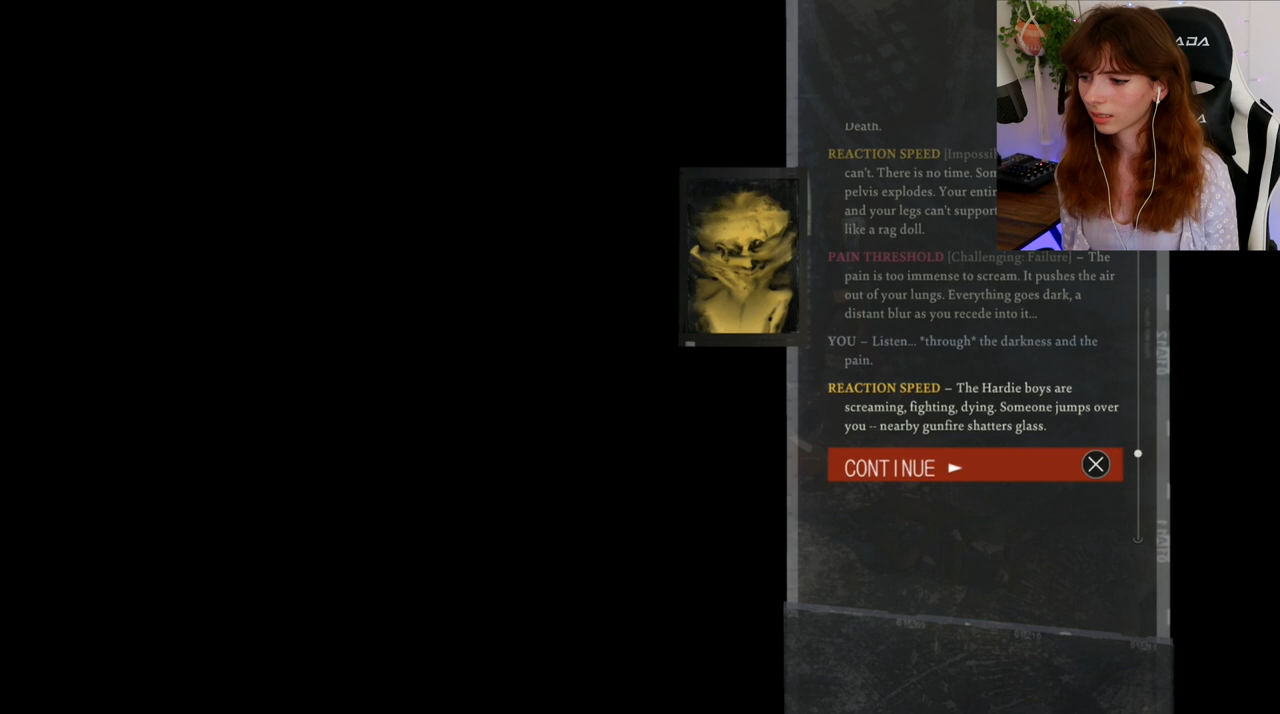 ADA
Death.
REACTION SPEED [Impossi
can't. There is no time. Som
pelvis explodes. Your entir
and your legs can't support
like a rag doll.
PAIN THRESHOLD [Challenging: Failure] – The
pain is too immense to scream. It pushes the air
out of your lungs. Everything goes dark, a
distant blur as you recede into it...
YOU – Listen... *through* the darkness and the
pain.
REACTION SPEED – The Hardie boys are
screaming, fighting, dying. Someone jumps over
you -- nearby gunfire shatters glass.
CONTINUE